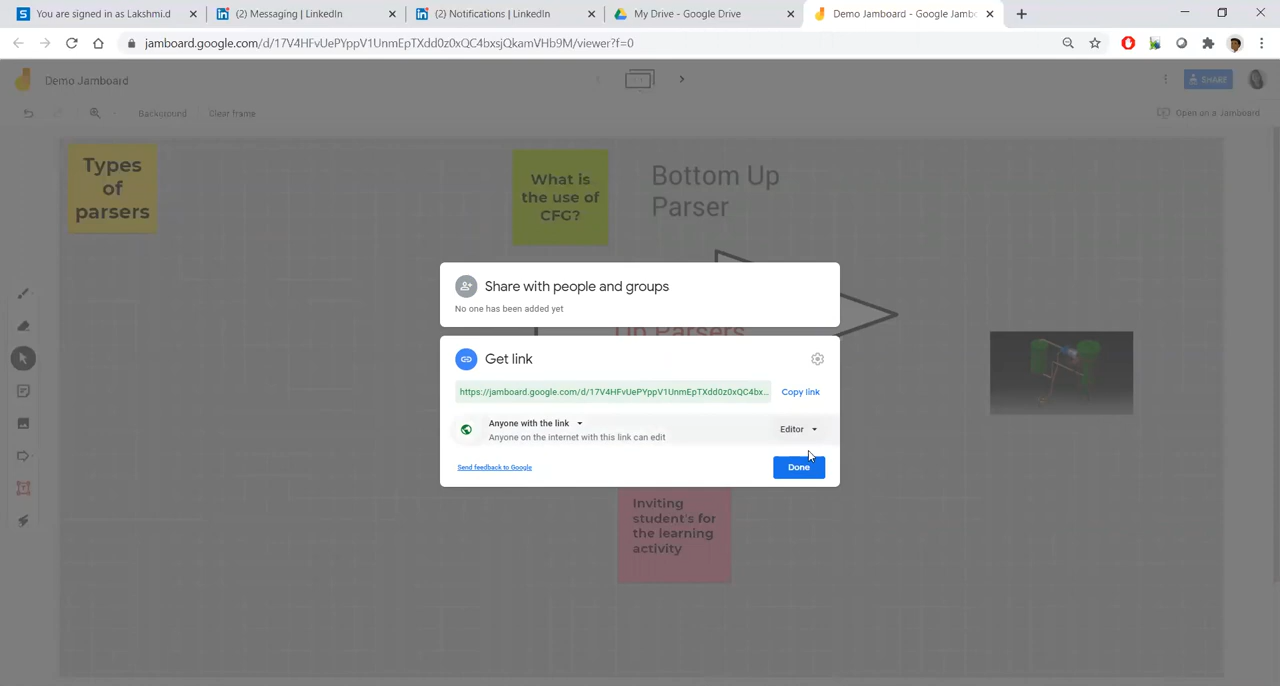 You are signed in as Lakshmi.d
(2) Messaging | LinkedIn
(2) Notifications | LinkedIn
My Drive - Google Drive
Demo Jamboard - Google Jamb
jamboard.google.com/d/17V4HFvUePYppV1UnmEpTXdd0z0xQC4bxsjQkamVHb9M/viewer?f=0
Demo Jamboard
SHARE
Background
Clear frame
Open on a Jamboard
Types
of
parsers
What is
the use of
CFG?
Bottom Up
Parser
Share with people and groups
No one has been added yet
Up Parsers
Get link
https://jamboard.google.com/d/17V4HFvUePYppV1UnmEpTXdd0z0xQC4bx...
Copy link
Anyone with the link
Anyone on the internet with this link can edit
Editor
Send feedback to Google
Done
Inviting
student's for
the learning
activity